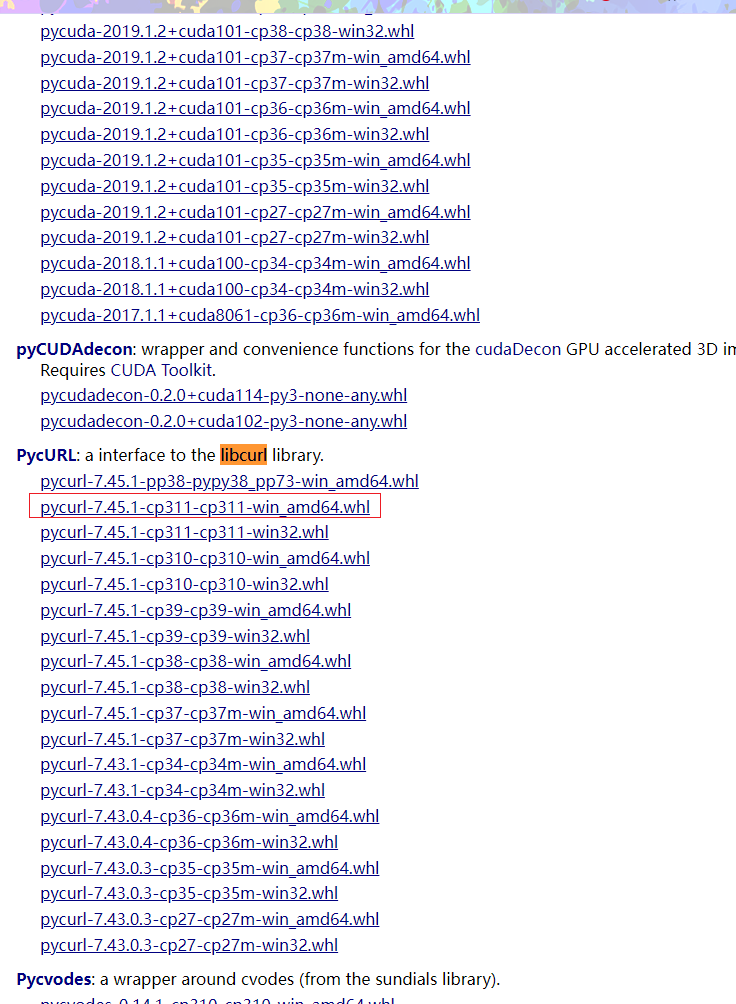 pycuda-2019.1.2+cuda101-cp38-cp38-win32.whl
pycuda-2019.1.2+cuda101-cp37-cp37m-win_amd64.whl
pycuda-2019.1.2+cuda101-cp37-cp37m-win32.whl
pycuda-2019.1.2+cuda101-cp36-cp36m-win_amd64.whl
pycuda-2019.1.2+cuda101-cp36-cp36m-win32.whl
pycuda-2019.1.2+cuda101-cp35-cp35m-win_amd64.whl
pycuda-2019.1.2+cuda101-cp35-cp35m-win32.whl
pycuda-2019.1.2+cuda101-cp27-cp27m-win_amd64.whl
pycuda-2019.1.2+cuda101-cp27-cp27m-win32.whl
pycuda-2018.1.1+cuda100-cp34-cp34m-win_amd64.whl
pycuda-2018.1.1+cuda100-cp34-cp34m-win32.whl
pycuda-2017.1.1+cuda8061-cp36-cp36m-win_amd64.whl
pyCUDAdecon: wrapper and convenience functions for the cudaDecon GPU accelerated 3D im
Requires CUDA Toolkit.
pycudadecon-0.2.0+cuda114-py3-none-any.whl
pycudadecon-0.2.0+cuda102-py3-none-any.whl
PycURL: a interface to the libcurl library.
pycurl-7.45.1-pp38-pypy38_pp73-win_amd64.whl
pycurl-7.45.1-cp311-cp311-win_amd64.whl
pycurl-7.45.1-cp311-cp311-win32.whl
pycurl-7.45.1-cp310-cp310-win_amd64.whl
pycurl-7.45.1-cp310-cp310-win32.whl
pycurl-7.45.1-cp39-cp39-win_amd64.whl
pycurl-7.45.1-cp39-cp39-win32.whl
pycurl-7.45.1-cp38-cp38-win_amd64.whl
pycurl-7.45.1-cp38-cp38-win32.whl
pycurl-7.45.1-cp37-cp37m-win_amd64.whl
pycurl-7.45.1-cp37-cp37m-win32.whl
pycurl-7.43.1-cp34-cp34m-win_amd64.whl
pycurl-7.43.1-cp34-cp34m-win32.whl
pycurl-7.43.0.4-cp36-cp36m-win_amd64.whl
pycurl-7.43.0.4-cp36-cp36m-win32.whl
pycurl-7.43.0.3-cp35-cp35m-win_amd64.whl
pycurl-7.43.0.3-cp35-cp35m-win32.whl
pycurl-7.43.0.3-cp27-cp27m-win_amd64.whl
pycurl-7.43.0.3-cp27-cp27m-win32.whl
Pycvodes: a wrapper around cvodes (from the sundials library).
pycvodes-0.14.1-cp310-cp310-win_amd64.whl